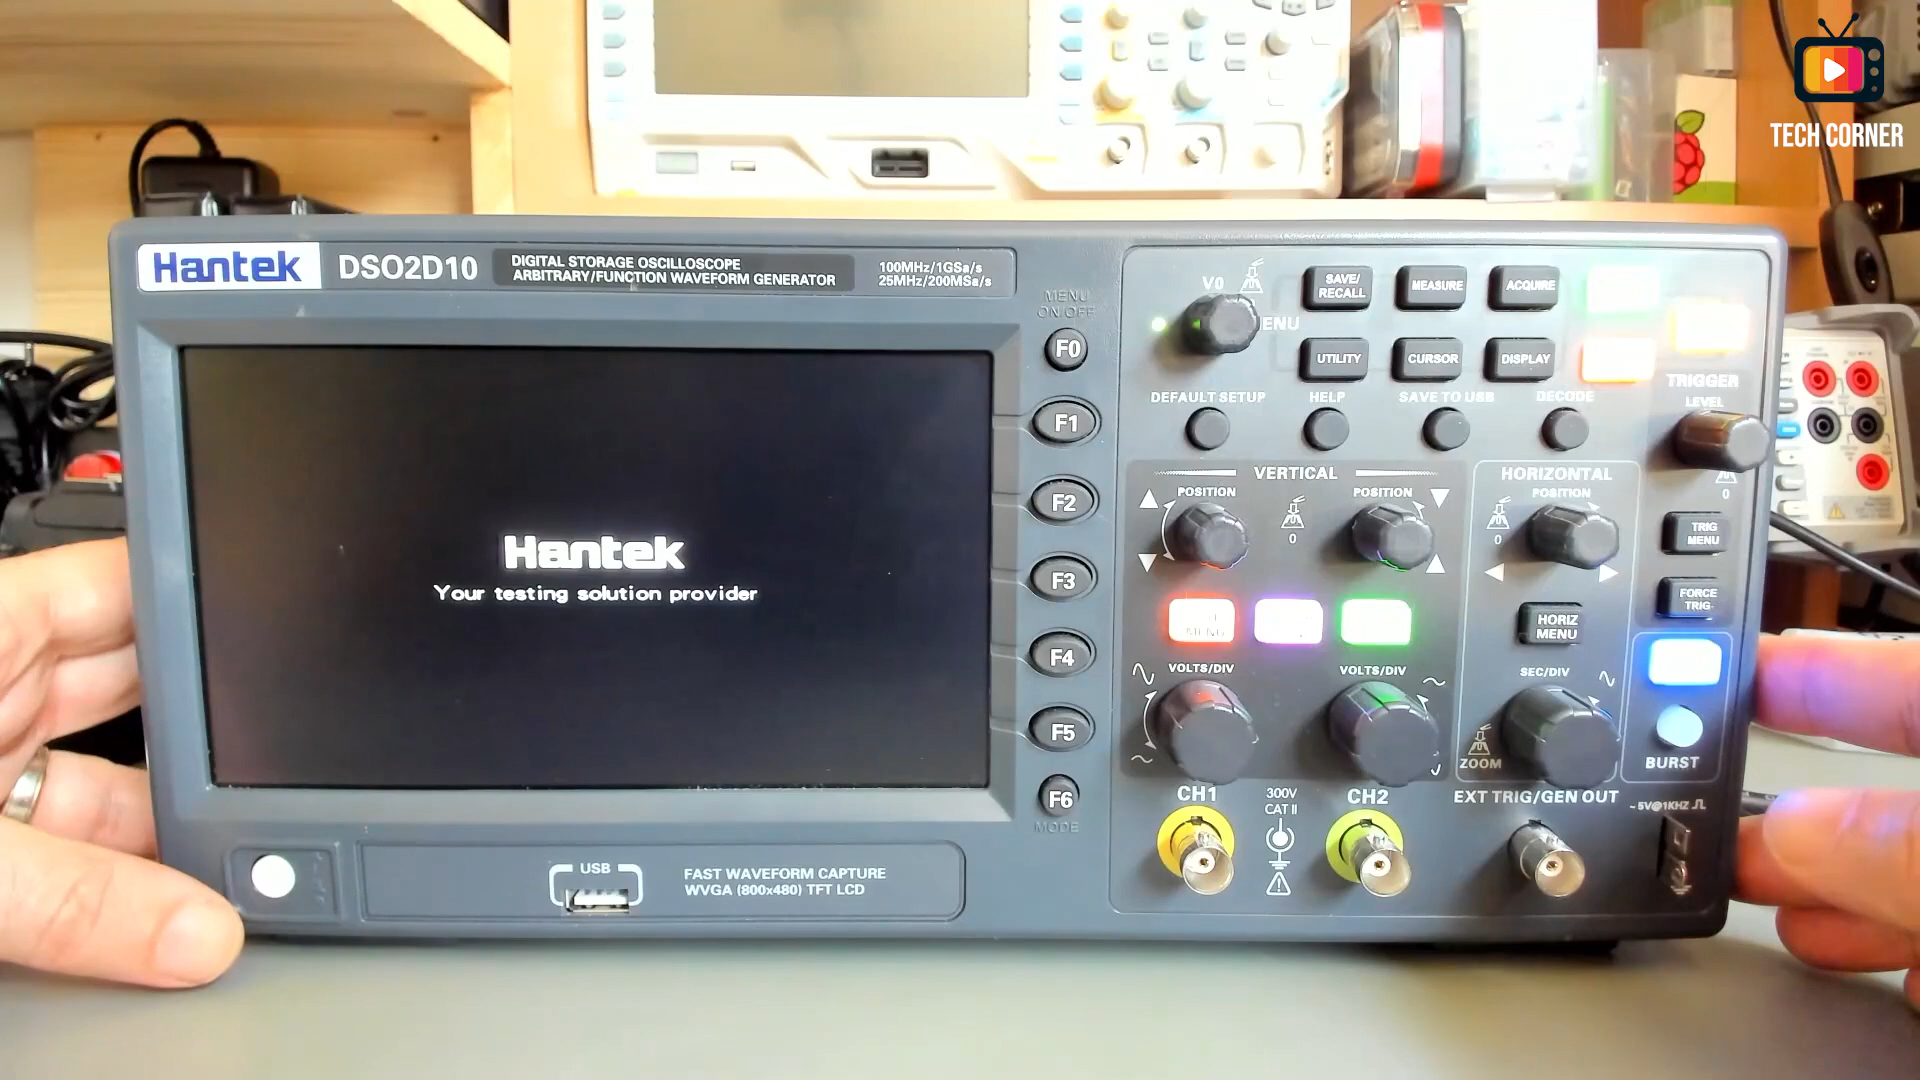 TECH CORNER
Hantek
DSO2D10
DIGITAL STORAGE OSCILLOSCOPE
ARBITRARY/FUNCTION WAVEFORM GENERATOR
100MHz/1GSa/s
25MHz/200MSa/s
MENU
ON/OFF
F0
F1
F2
F3
F4
F5
F6
MODE
Hantek
Your testing solution provider
V0
SAVE/
RECALL
MEASURE
ACQUIRE
UTILITY
CURSOR
DISPLAY
DEFAULT SETUP
HELP
SAVE TO USB
DECODE
TRIGGER
LEVEL
0
TRIG
MENU
FORCE
TRIG
VERTICAL
POSITION
0
POSITION
HORIZONTAL
POSITION
0
MENU
HORIZ
MENU
VOLTS/DIV
VOLTS/DIV
SEC/DIV
ZOOM
BURST
CH1
300V
CAT II
CH2
EXT TRIG/GEN OUT
~5V@1KHZ
USB
FAST WAVEFORM CAPTURE
WVGA (800x480) TFT LCD